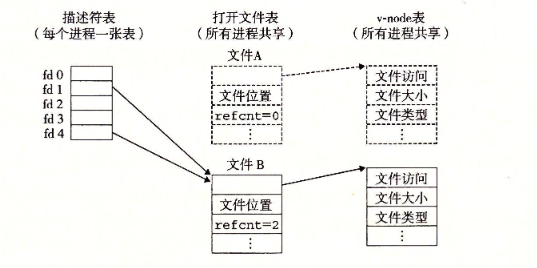 描述符表 打开文件表 v-node表
（每个进程一张表） （所有进程共享） （所有进程共享）
文件A
fd 0
fd 1
fd 2
fd 3
fd 4
文件位置
refcnt=0
⋮
文件访问
文件大小
文件类型
⋮
文件 B
文件位置
refcnt=2
⋮
文件访问
文件大小
文件类型
⋮